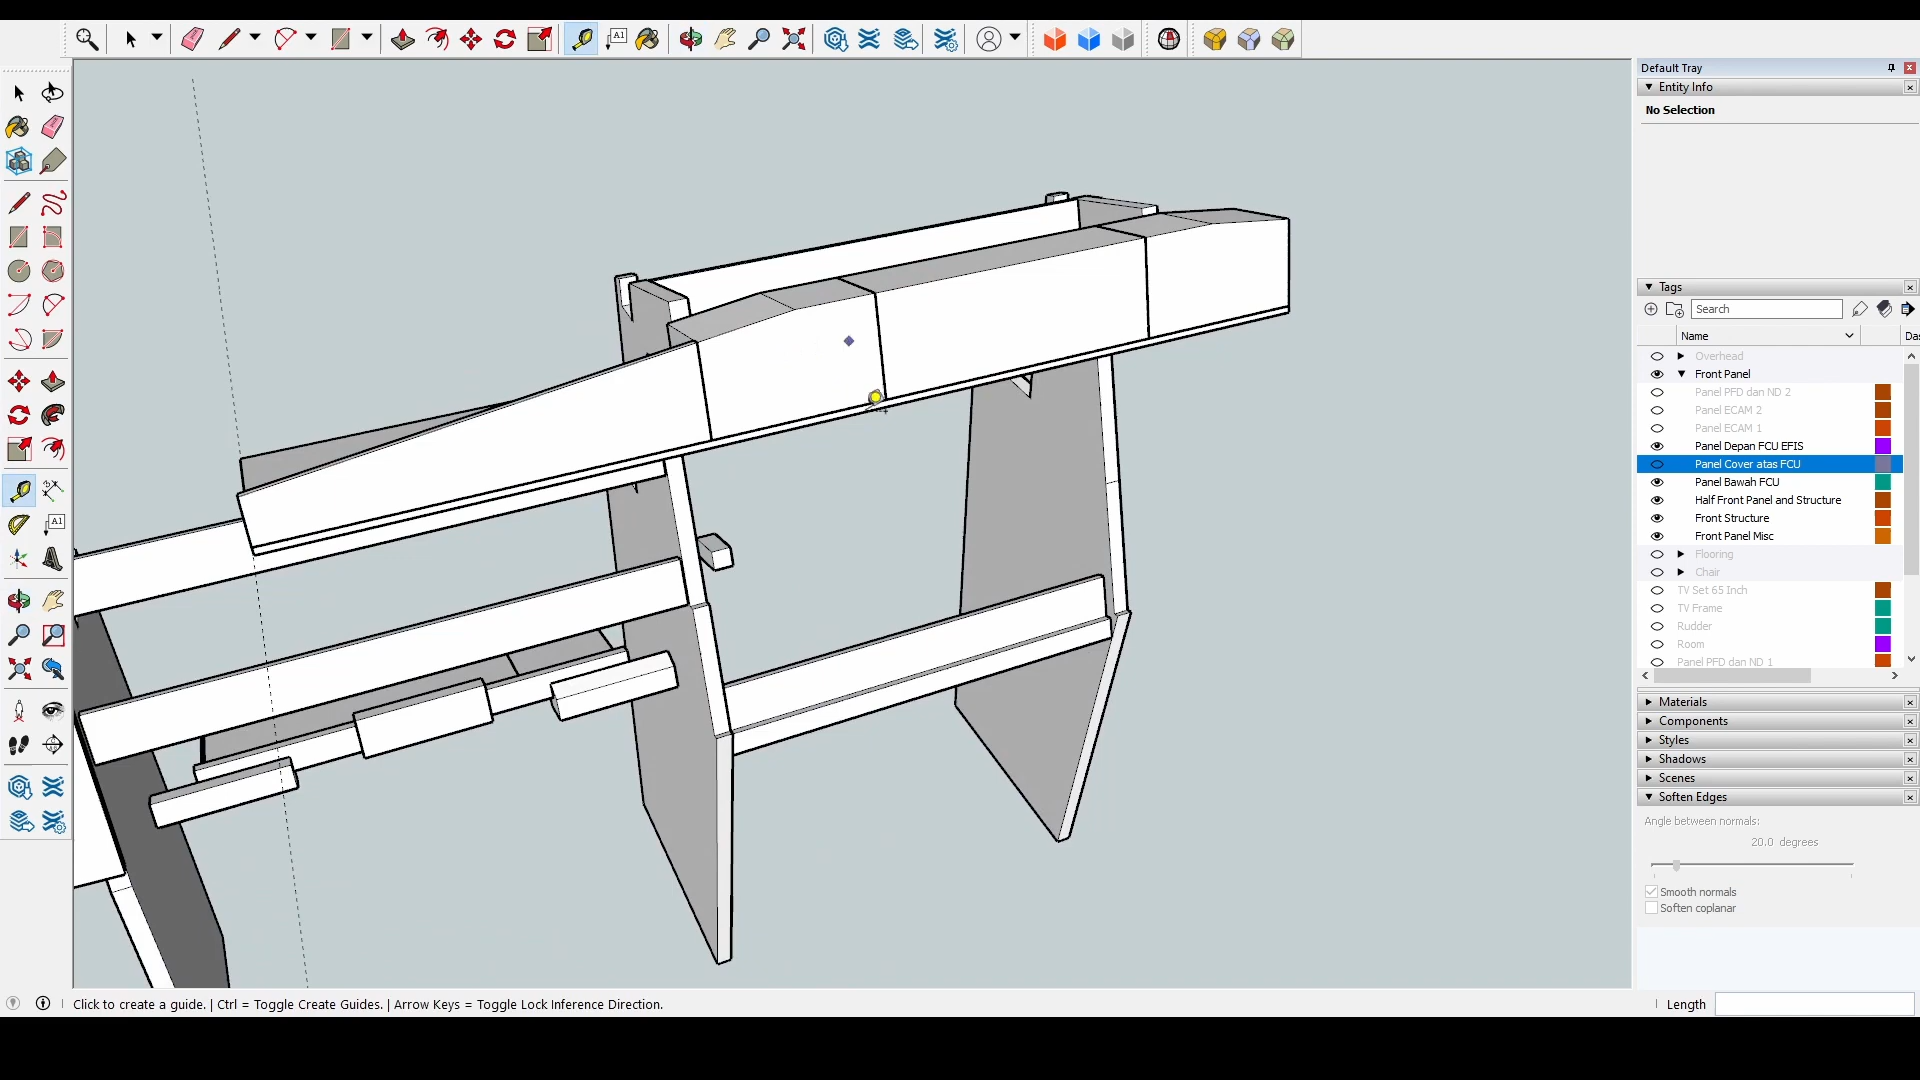 A1
Default Tray
Entity Info
No Selection
Tags
Search
Name
Das
Overhead
Front Panel
Panel PFD dan ND 2
Panel ECAM 2
Panel ECAM 1
Panel Depan FCU EFIS
Panel Cover atas FCU
Panel Bawah FCU
Half Front Panel and Structure
Front Structure
Front Panel Misc
Flooring
Chair
TV Set 65 Inch
TV Frame
Rudder
Room
Panel PFD dan ND 1
A1
Materials
Components
Styles
Shadows
Scenes
Soften Edges
Angle between normals:
20.0 degrees
Smooth normals
Soften coplanar
Click to create a guide. | Ctrl = Toggle Create Guides. | Arrow Keys = Toggle Lock Inference Direction.
Length